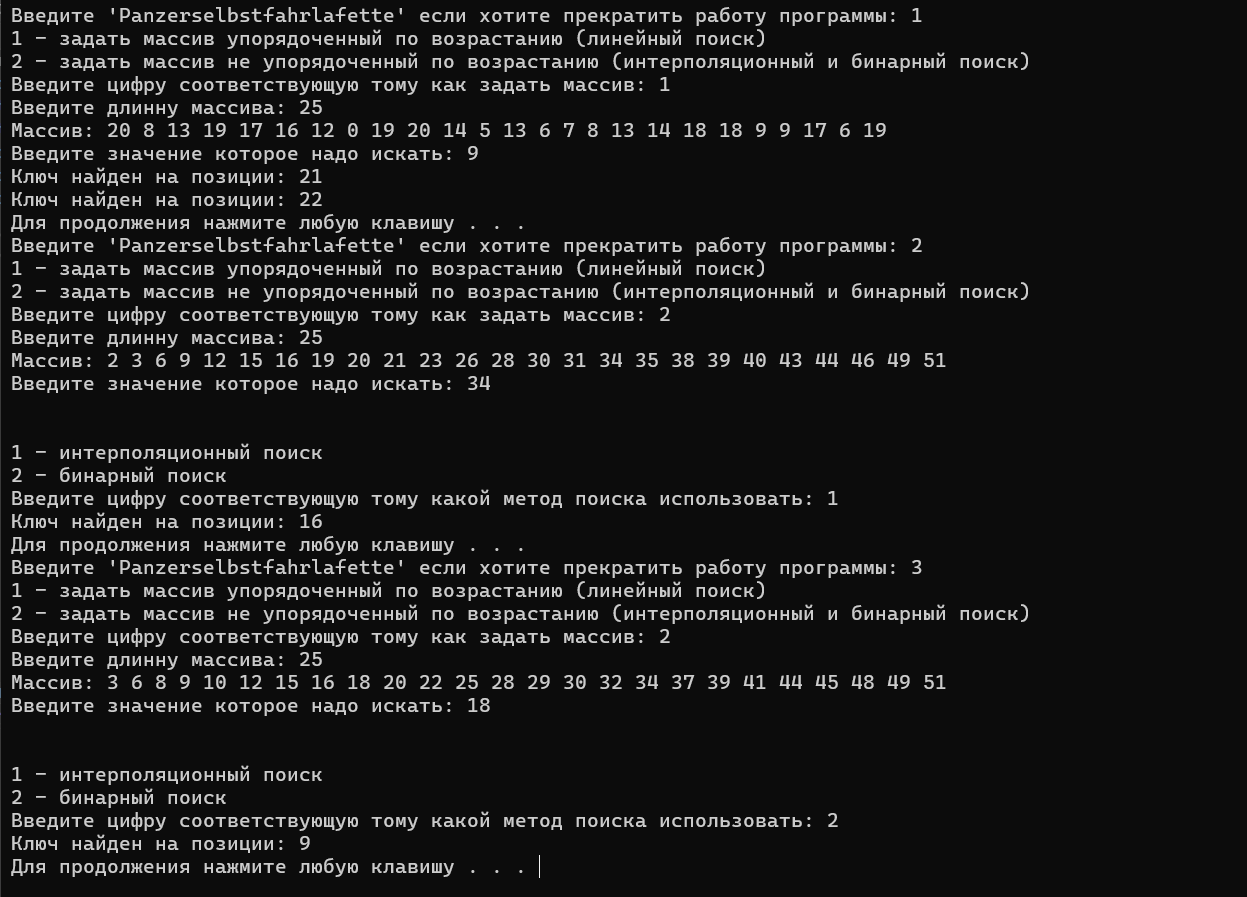 Введите 'Panzerselbstfahrlafette' если хотите прекратить работу программы: 1
1 - задать массив упорядоченный по возрастанию (линейный поиск)
2 - задать массив не упорядоченный по возрастанию (интерполяционный и бинарный поиск)
Введите цифру соответствующую тому как задать массив: 1
Введите длинну массива: 25
Массив: 20 8 13 19 17 16 12 0 19 20 14 5 13 6 7 8 13 14 18 18 9 9 17 6 19
Введите значение которое надо искать: 9
Ключ найден на позиции: 21
Ключ найден на позиции: 22
Для продолжения нажмите любую клавишу . . .
Введите 'Panzerselbstfahrlafette' если хотите прекратить работу программы: 2
1 - задать массив упорядоченный по возрастанию (линейный поиск)
2 - задать массив не упорядоченный по возрастанию (интерполяционный и бинарный поиск)
Введите цифру соответствующую тому как задать массив: 2
Введите длинну массива: 25
Массив: 2 3 6 9 12 15 16 19 20 21 23 26 28 30 31 34 35 38 39 40 43 44 46 49 51
Введите значение которое надо искать: 34
1 - интерполяционный поиск
2 - бинарный поиск
Введите цифру соответствующую тому какой метод поиска использовать: 1
Ключ найден на позиции: 16
Для продолжения нажмите любую клавишу . . .
Введите 'Panzerselbstfahrlafette' если хотите прекратить работу программы: 3
1 - задать массив упорядоченный по возрастанию (линейный поиск)
2 - задать массив не упорядоченный по возрастанию (интерполяционный и бинарный поиск)
Введите цифру соответствующую тому как задать массив: 2
Введите длинну массива: 25
Массив: 3 6 8 9 10 12 15 16 18 20 22 25 28 29 30 32 34 37 39 41 44 45 48 49 51
Введите значение которое надо искать: 18
1 - интерполяционный поиск
2 - бинарный поиск
Введите цифру соответствующую тому какой метод поиска использовать: 2
Ключ найден на позиции: 9
Для продолжения нажмите любую клавишу . . .